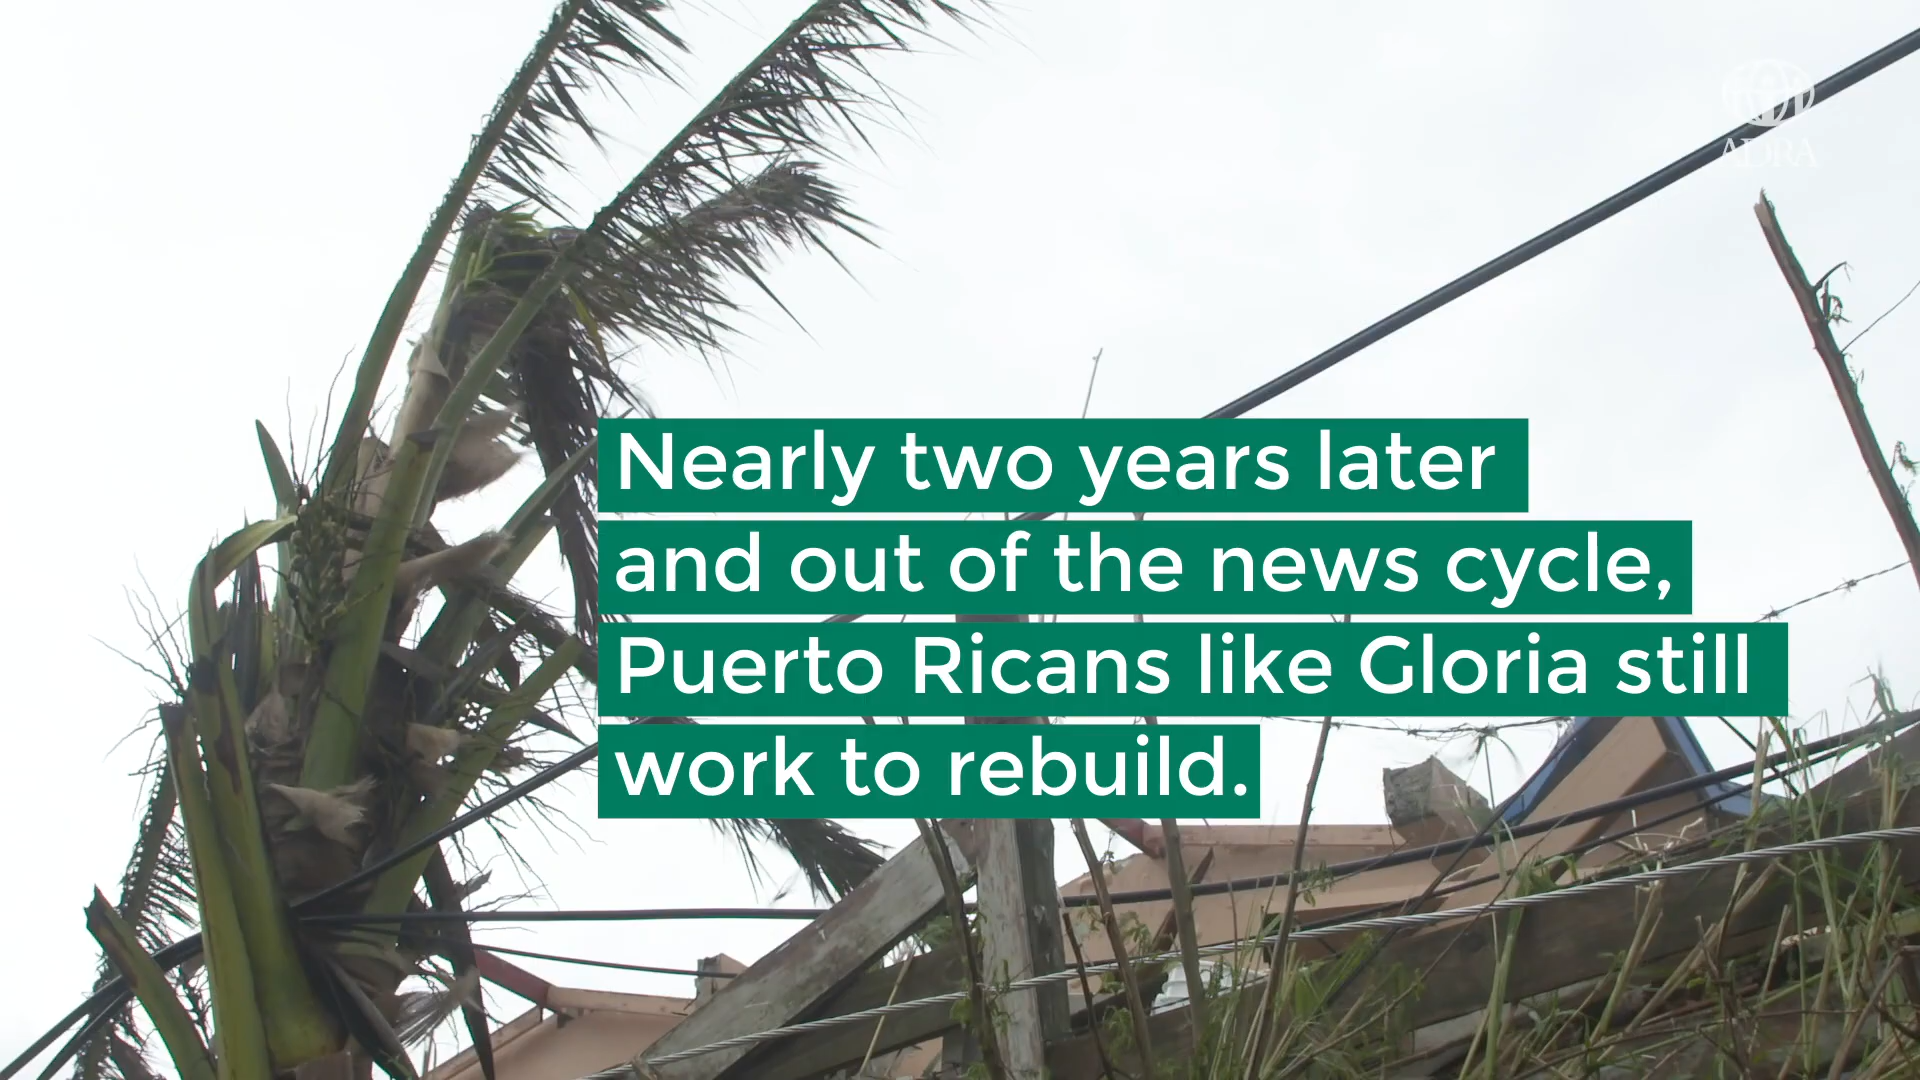 ADRA
Nearly two years later
and out of the news cycle,
Puerto Ricans like Gloria still
work to rebuild.